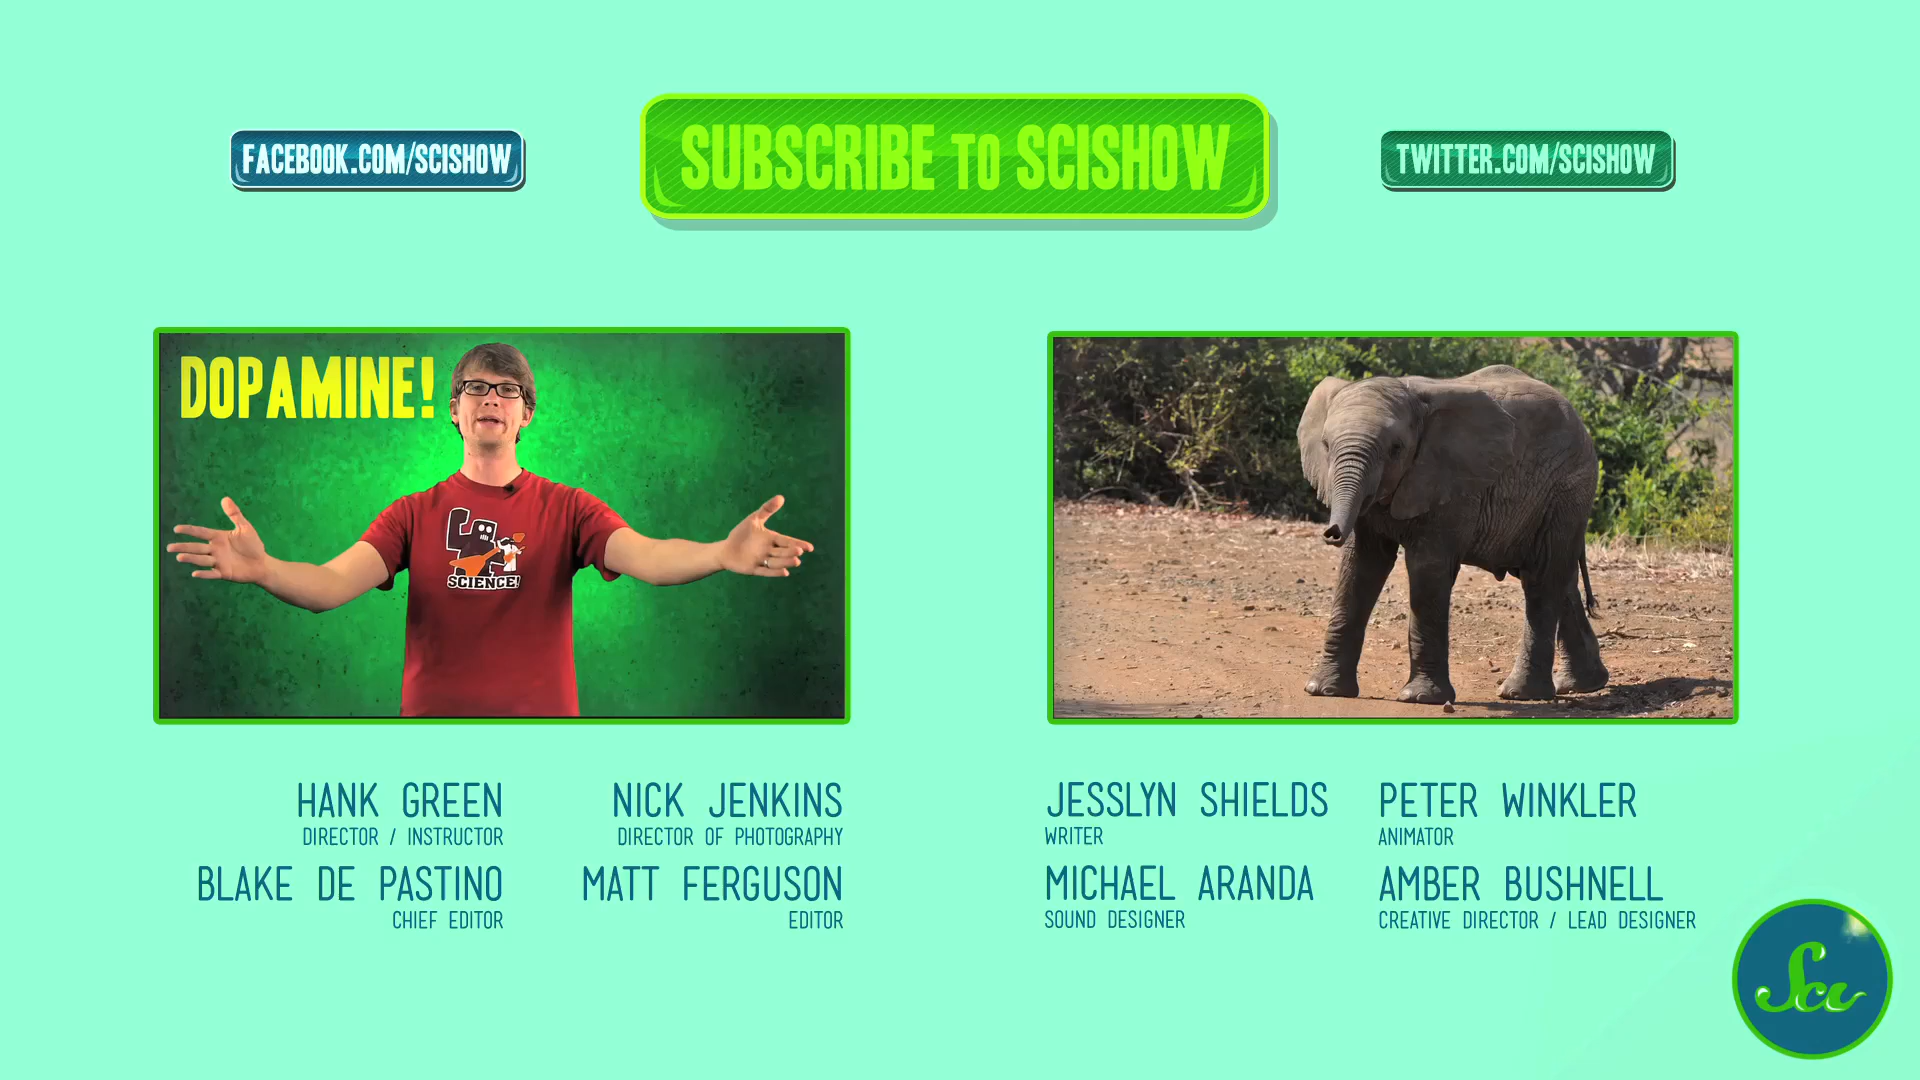 FACEBOOK.COM/SCISHOW
SUBSCRIBE TO SCISHOW
TWITTER.COM/SCISHOW
DOPAMINE!
SCIENCE!
HANK GREEN
DIRECTOR / INSTRUCTOR
NICK JENKINS
DIRECTOR OF PHOTOGRAPHY
JESSLYN SHIELDS
WRITER
PETER WINKLER
ANIMATOR
BLAKE DE PASTINO
CHIEF EDITOR
MATT FERGUSON
EDITOR
MICHAEL ARANDA
SOUND DESIGNER
AMBER BUSHNELL
CREATIVE DIRECTOR / LEAD DESIGNER
Sci